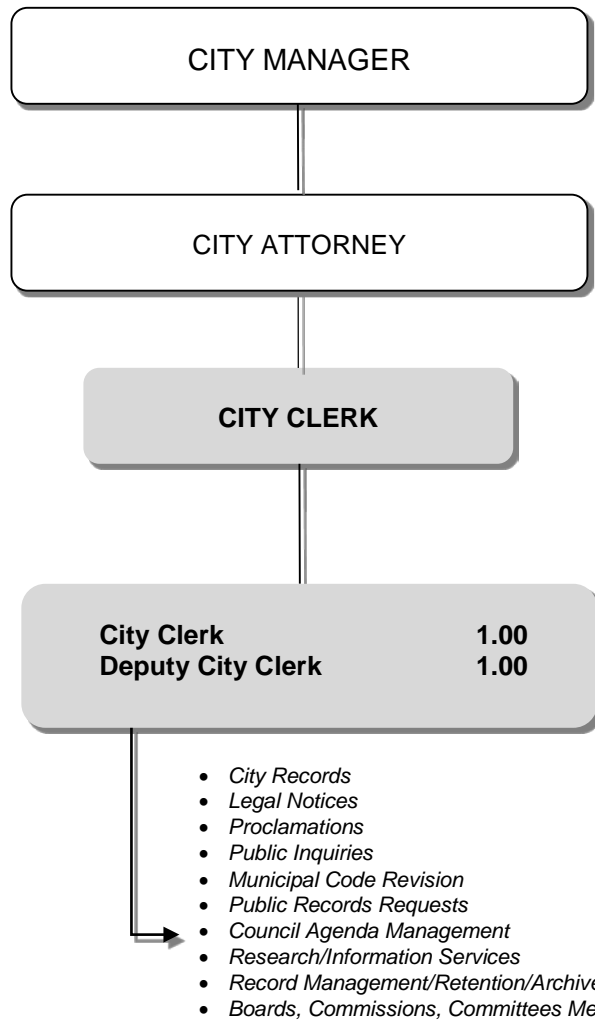 CITY MANAGER
CITY ATTORNEY
CITY CLERK
City Clerk 1.00
Deputy City Clerk 1.00
• City Records
• Legal Notices
• Proclamations
• Public Inquiries
• Municipal Code Revision
• Public Records Requests
• Council Agenda Management
• Research/Information Services
• Record Management/Retention/Archive
• Boards, Commissions, Committees Me